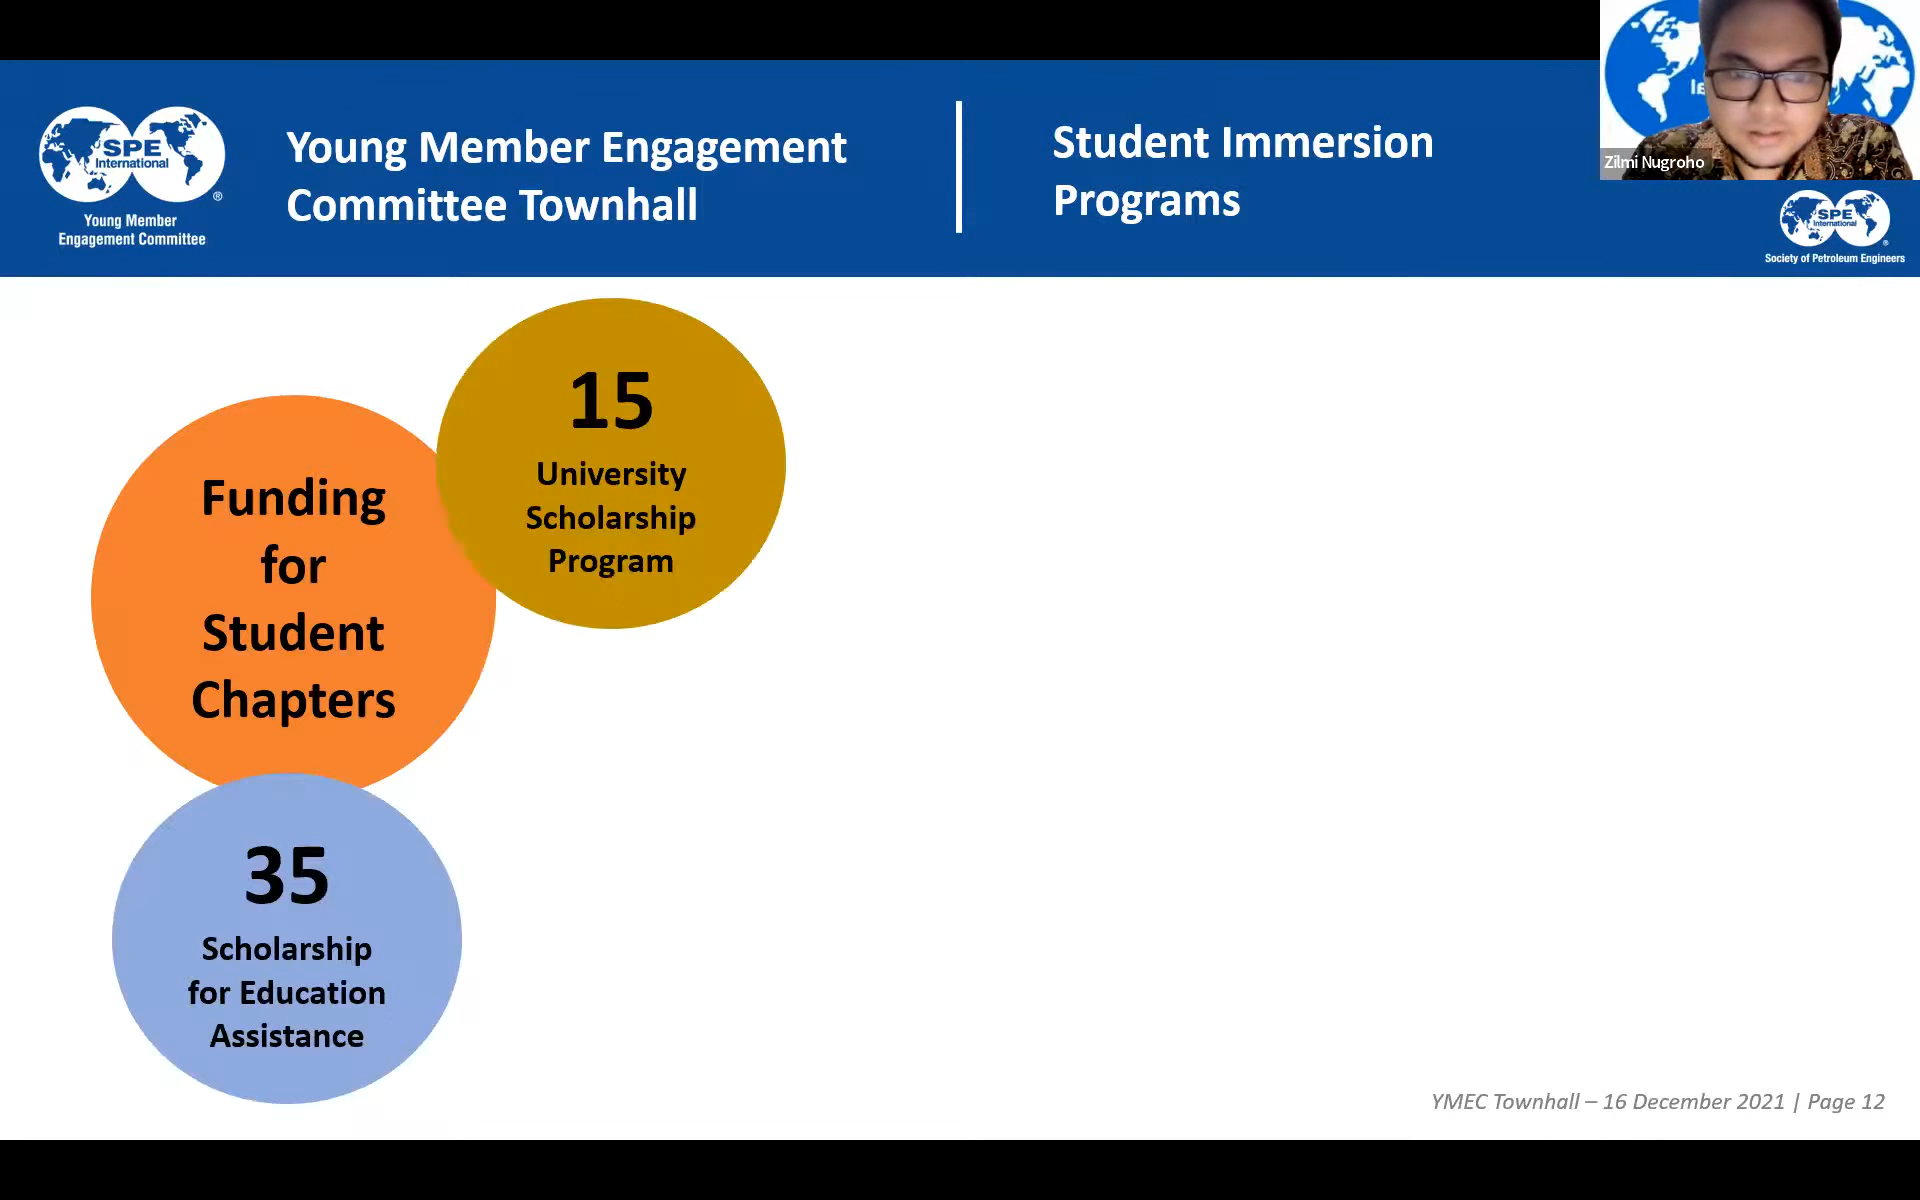 SPE
International
®
Young Member
Engagement Committee
Young Member Engagement
Committee Townhall
Student Immersion
Programs
Zilmi Nugroho
SPE
International
®
Society of Petroleum Engineers
15
University
Scholarship
Program
Funding
for
Student
Chapters
35
Scholarship
for Education
Assistance
YMEC Townhall – 16 December 2021 | Page 12